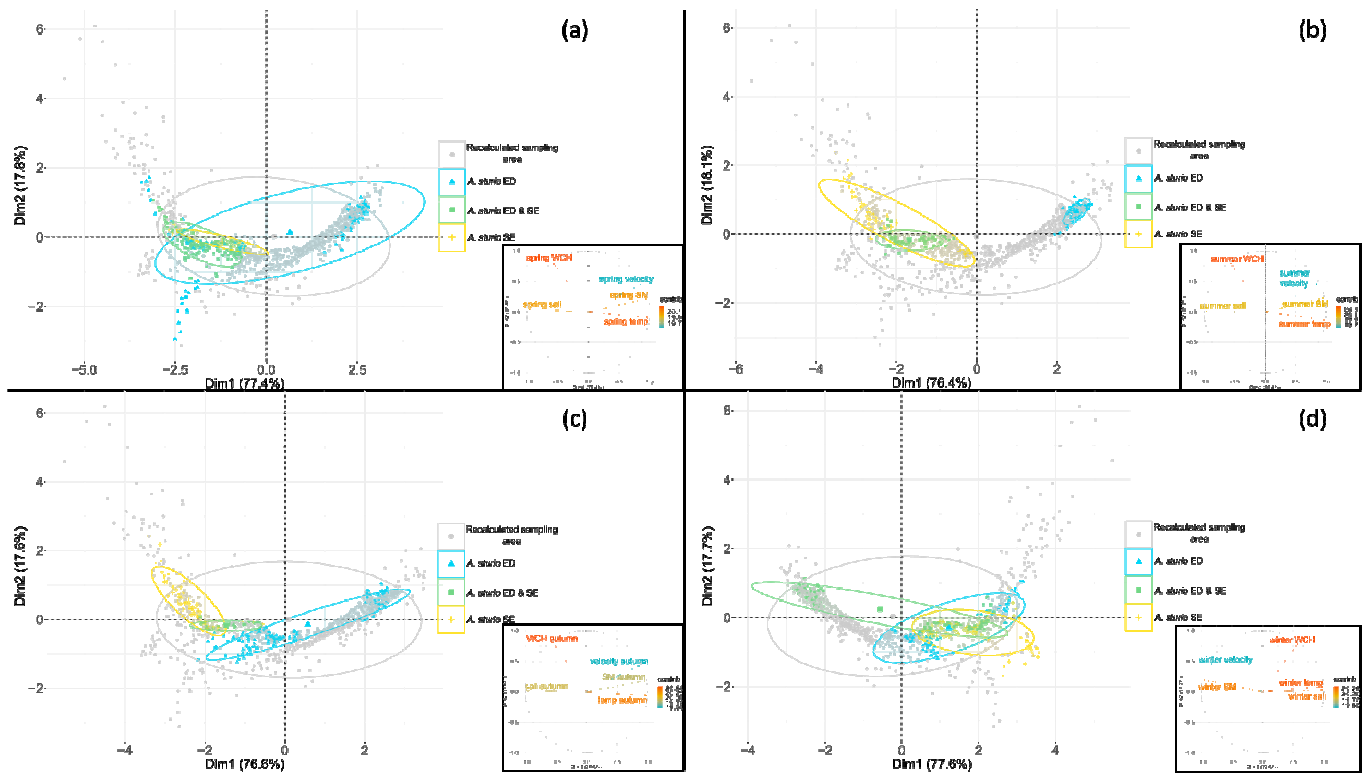 (a)
6
4
2
0
−2
−5.0
−2.5
0.0
2.5
Dim2 (17.8%)
Dim1 (77.4%)
Recalculated sampling
area
A. sturio ED
A. sturio ED & SE
A. sturio SE
spring WCH
spring velocity
spring SM
spring sali
spring temp
contrib
(b)
6
4
2
0
−2
−6
−4
−2
0
2
4
Dim2 (18.1%)
Dim1 (76.4%)
Recalculated sampling
area
A. sturio ED
A. sturio ED & SE
A. sturio SE
summer WCH
summer
velocity
summer SM
summer sali
summer temp
(c)
6
4
2
0
−2
−4
−2
0
2
Dim2 (17.6%)
Dim1 (76.6%)
Recalculated sampling
area
A. sturio ED
A. sturio ED & SE
A. sturio SE
WCH autumn
velocity autumn
SM autumn
sali autumn
temp autumn
contrib
(d)
4
2
0
−2
−4
−2
0
2
4
Dim2 (17.7%)
Dim1 (77.6%)
Recalculated sampling
area
A. sturio ED
A. sturio ED & SE
A. sturio SE
winter WCH
winter velocity
winter SM
winter temp
winter sali
contrib